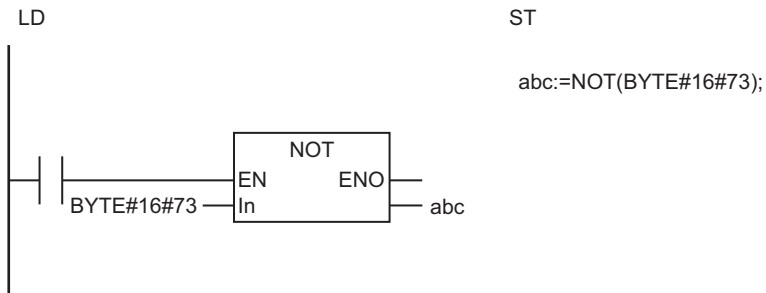 LD
ST
abc:=NOT(BYTE#16#73);
NOT
EN ENO
BYTE#16#73 In abc